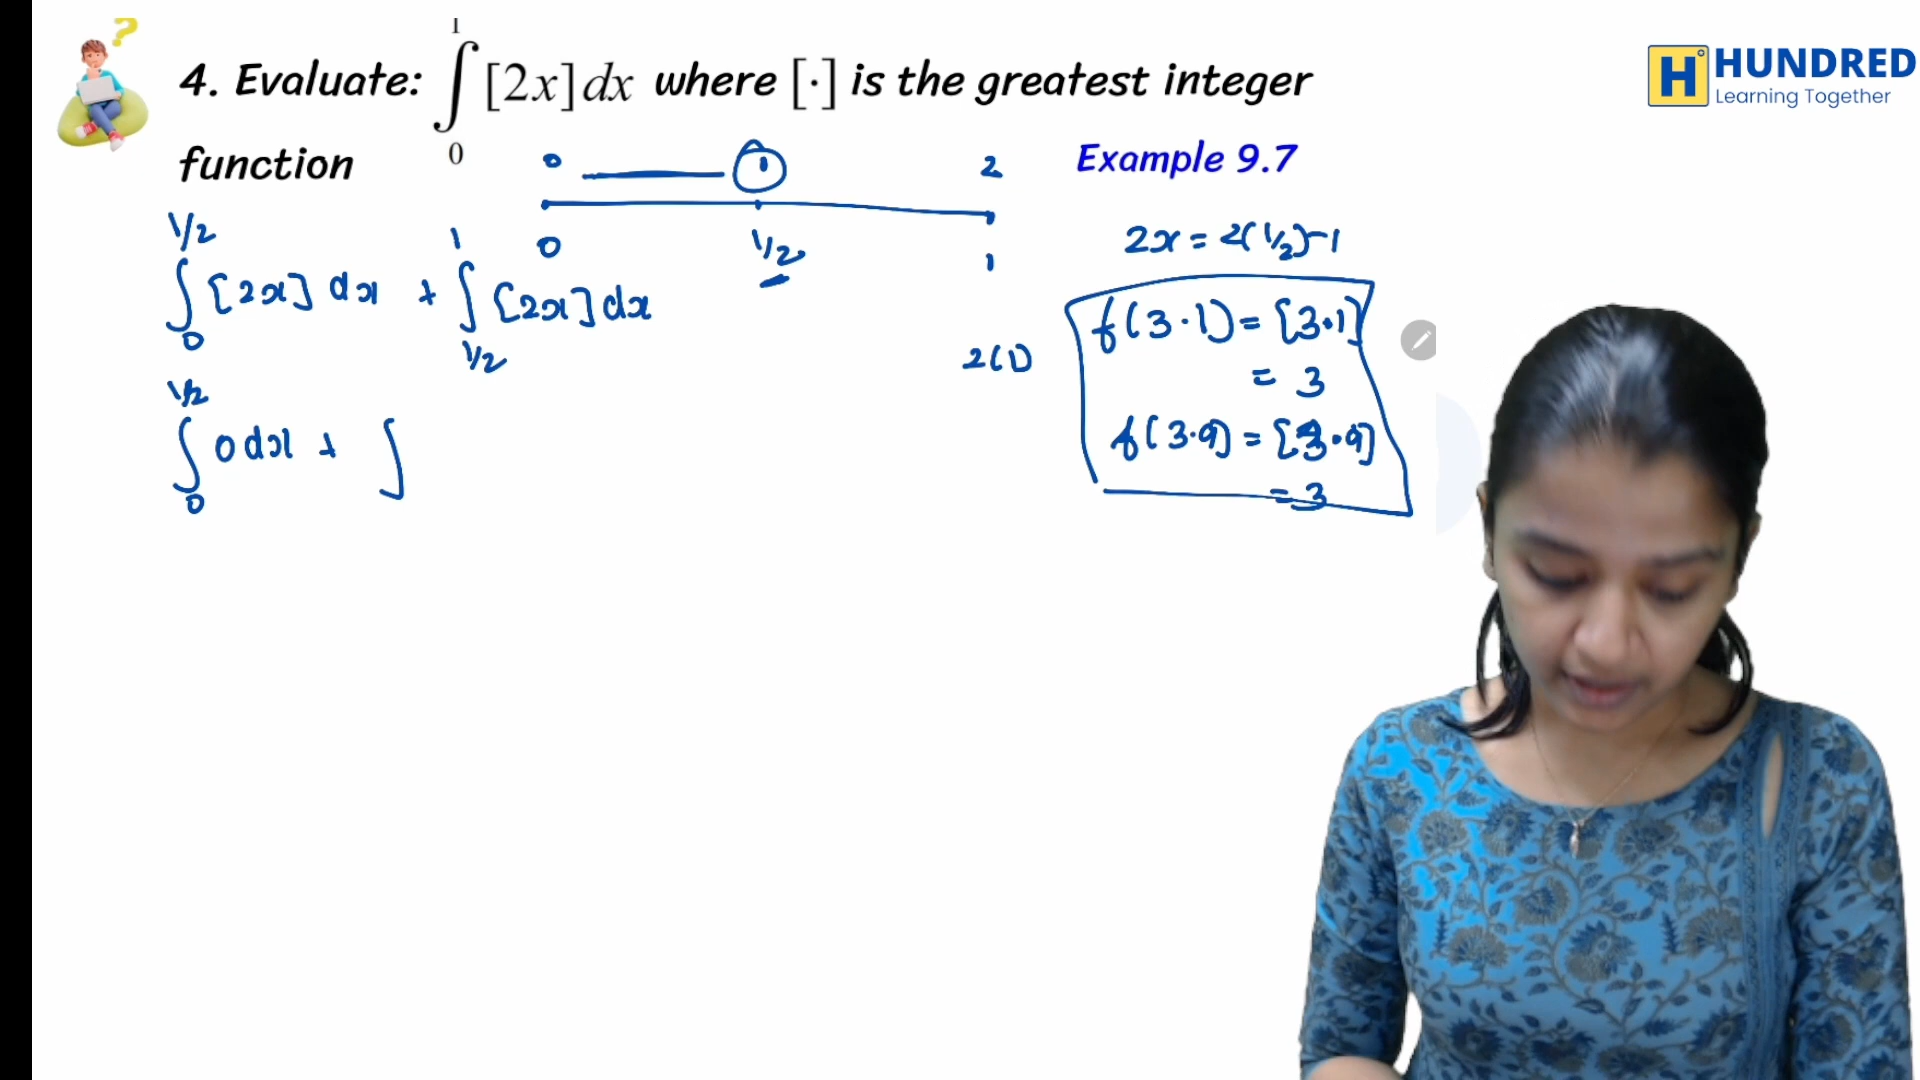 4. Evaluate: ∫₀¹ [2x] dx where [·] is the greatest integer
function
HUNDRED
Learning Together
Example 9.7
0 1 2
0 1/2 1
∫₀^{1/2} [2x] dx + ∫_{1/2}^1 [2x] dx
∫₀^{1/2} 0 dx + ∫
2x = 2(1/2) - 1
2(1)
f(3.1) = [3.1]
= 3
f(3.9) = [3.9]
= 3